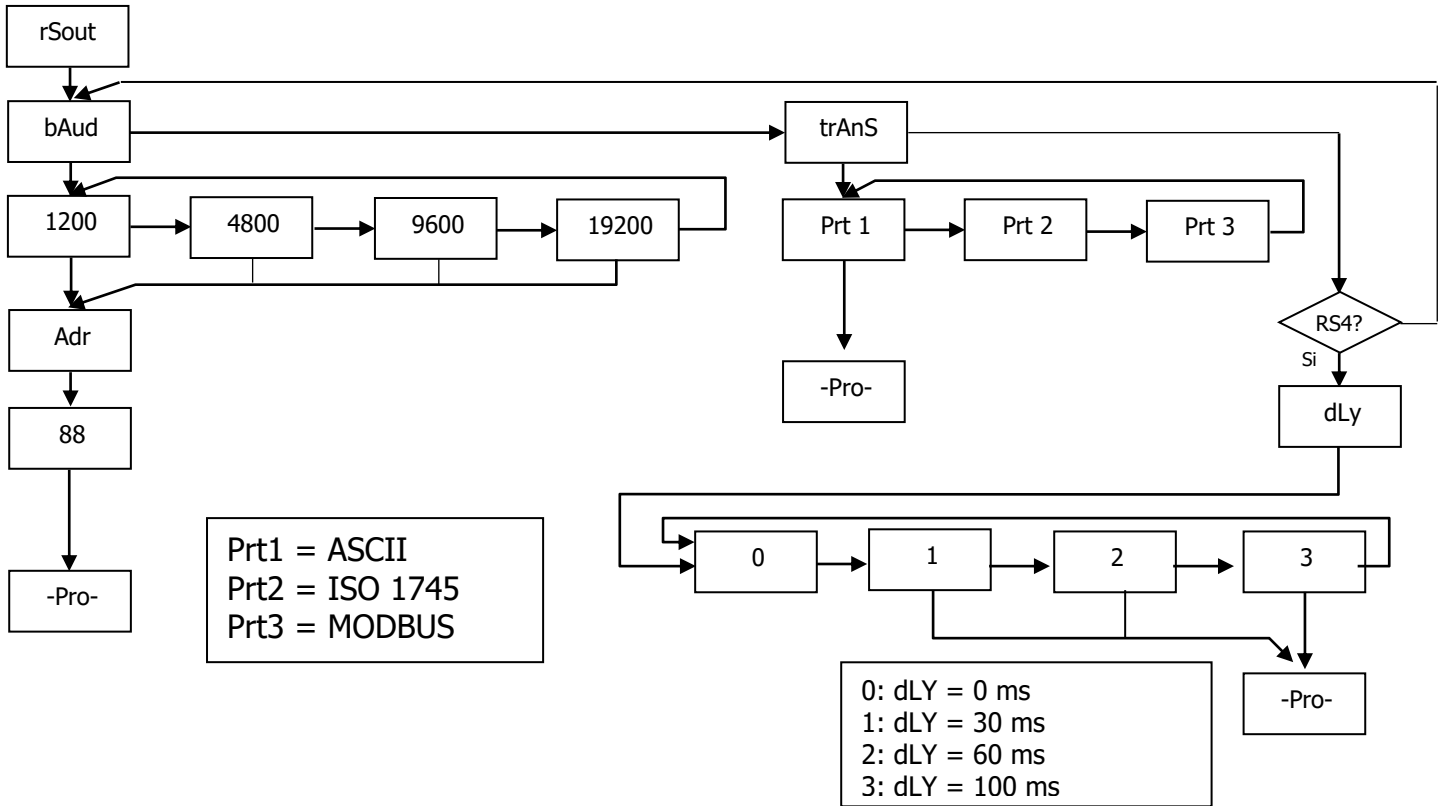 rSout
bAud
trAnS
1200
4800
9600
19200
Prt 1
Prt 2
Prt 3
Adr
RS4?
Si
-Pro-
dLy
88
0
1
2
3
-Pro-
Prt1 = ASCII
Prt2 = ISO 1745
Prt3 = MODBUS
-Pro-
0: dLY = 0 ms
1: dLY = 30 ms
2: dLY = 60 ms
3: dLY = 100 ms